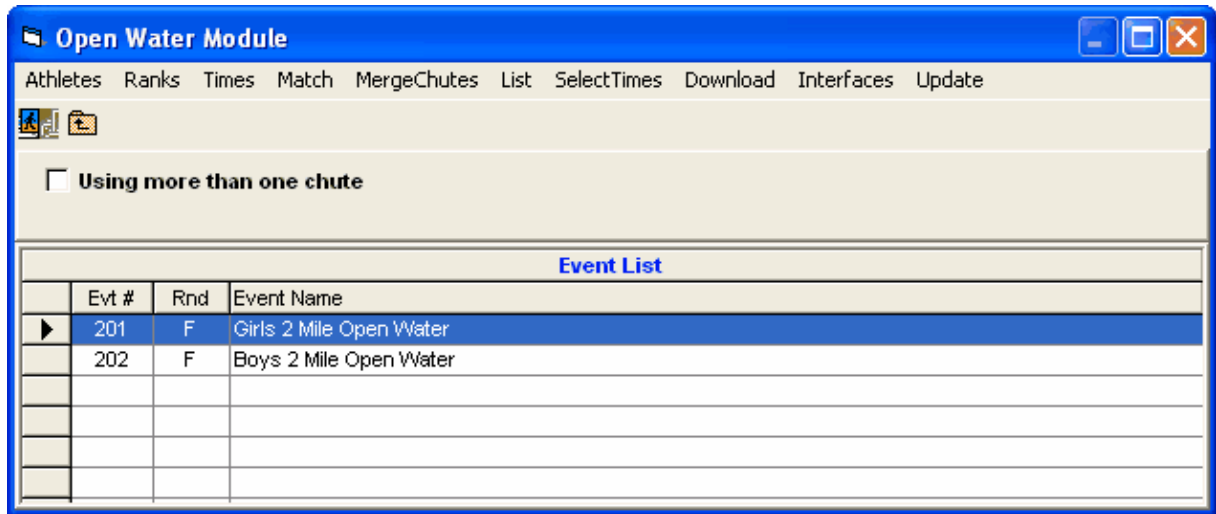 Open Water Module
Athletes Ranks Times Match MergeChutes List SelectTimes Download Interfaces Update
Using more than one chute
Event List
Evt # Rnd Event Name
201 F Girls 2 Mile Open Water
202 F Boys 2 Mile Open Water